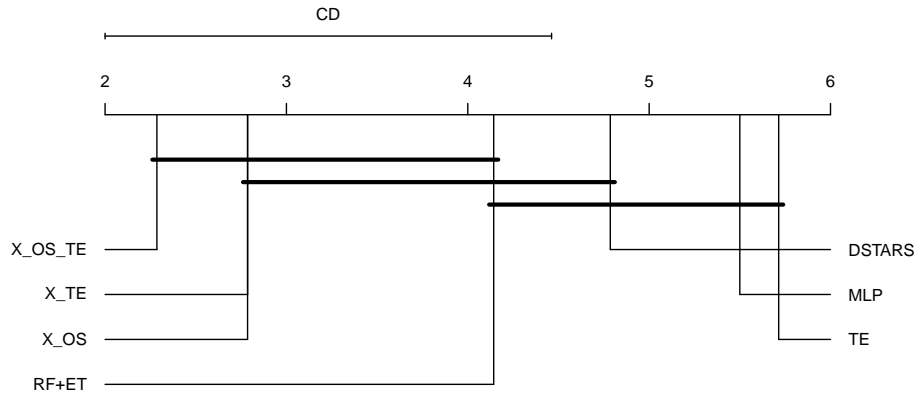 CD
2 3 4 5 6
X_OS_TE DSTARS
X_TE MLP
X_OS TE
RF+ET